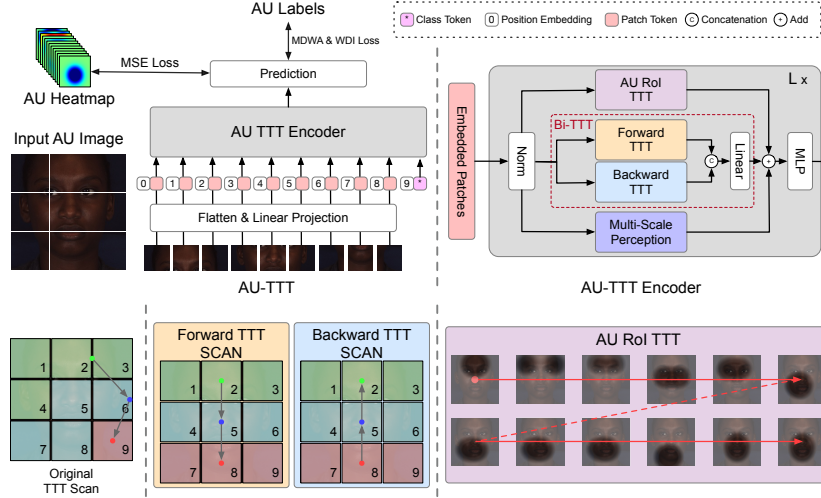 AU Labels
* Class Token
0 Position Embedding
Patch Token
C Concatenation
+ Add
MDWA & WDI Loss
MSE Loss
Prediction
AU Heatmap
AU TTT Encoder
Input AU Image
0 1 2 3 4 5 6 7 8 9 *
Flatten & Linear Projection
AU-TTT
Embedded Patches
Norm
AU RoI
TTT
L x
Bi-TTT
Forward
TTT
Backward
TTT
C
Linear
+
MLP
Multi-Scale
Perception
AU-TTT Encoder
1 2 3
4 5 6
7 8 9
Original
TTT Scan
Forward TTT
SCAN
1 2 3
4 5 6
7 8 9
Backward TTT
SCAN
1 2 3
4 5 6
7 8 9
AU RoI TTT